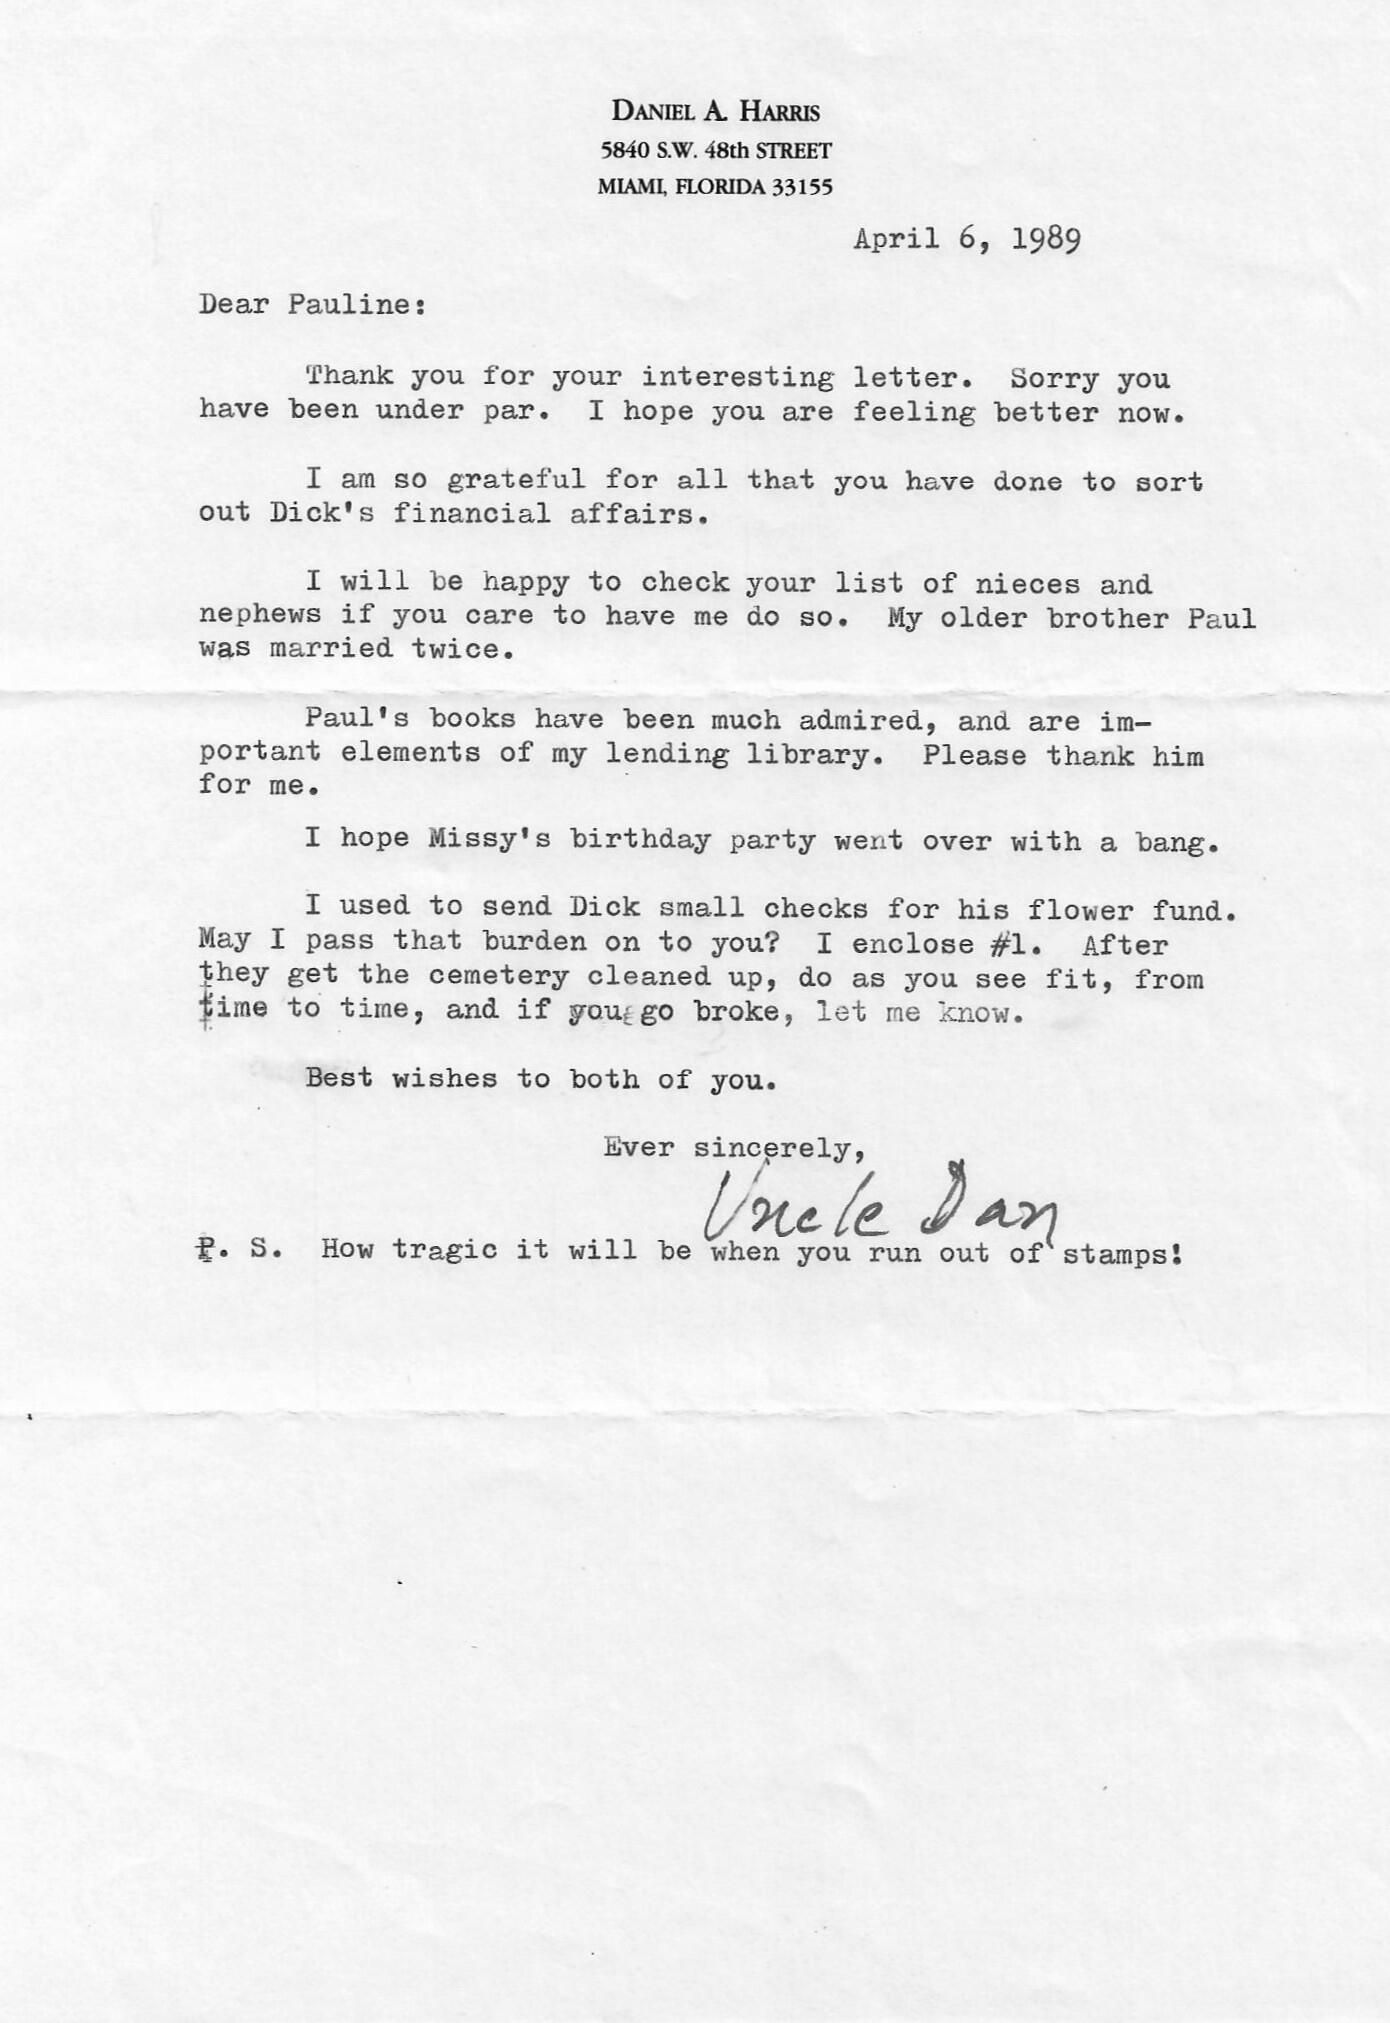 DANIEL A. HARRIS
5840 S.W. 48th STREET
MIAMI, FLORIDA 33155
April 6, 1989
Dear Pauline:
Thank you for your interesting letter. Sorry you
have been under par. I hope you are feeling better now.
I am so grateful for all that you have done to sort
out Dick's financial affairs.
I will be happy to check your list of nieces and
nephews if you care to have me do so. My older brother Paul
was married twice.
Paul's books have been much admired, and are im-
portant elements of my lending library. Please thank him
for me.
I hope Missy's birthday party went over with a bang.
I used to send Dick small checks for his flower fund.
May I pass that burden on to you? I enclose #1. After
they get the cemetery cleaned up, do as you see fit, from
time to time, and if you go broke, let me know.
Best wishes to both of you.
Ever sincerely,
Uncle Dan
P. S. How tragic it will be when you run out of stamps!